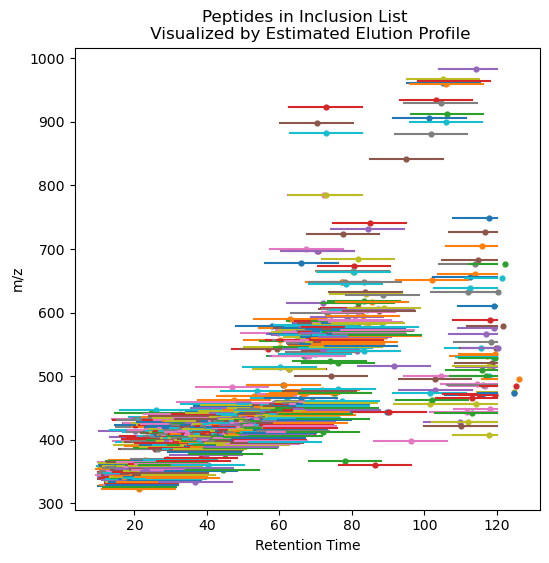 Peptides in Inclusion List
Visualized by Estimated Elution Profile
m/z
1000
900
800
700
600
500
400
300
20 40 60 80 100 120
Retention Time